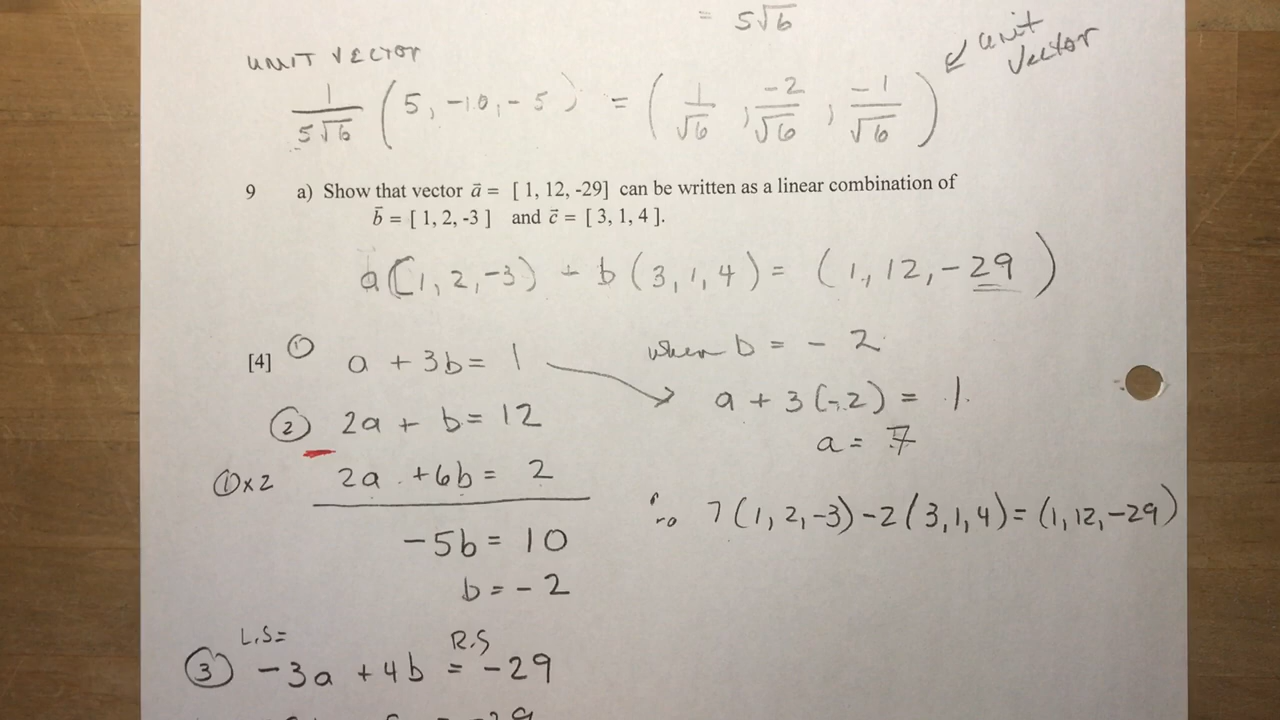 = 5√6
UNIT VECTOR
unit vector
1/(5√6) (5, -10, -5) = (1/√6, -2/√6, -1/√6)
9 a) Show that vector a⃗ = [ 1, 12, -29] can be written as a linear combination of
b⃗ = [ 1, 2, -3 ] and c⃗ = [ 3, 1, 4 ].
a(1, 2, -3) + b(3, 1, 4) = (1, 12, -29)
[4] ① a + 3b = 1
② 2a + b = 12
①x2 2a + 6b = 2
-5b = 10
b = -2
L.S= R.S
③ -3a + 4b = -29
when b = -2
a + 3(-2) = 1.
a = 7
7(1, 2, -3) -2(3, 1, 4) = (1, 12, -29)